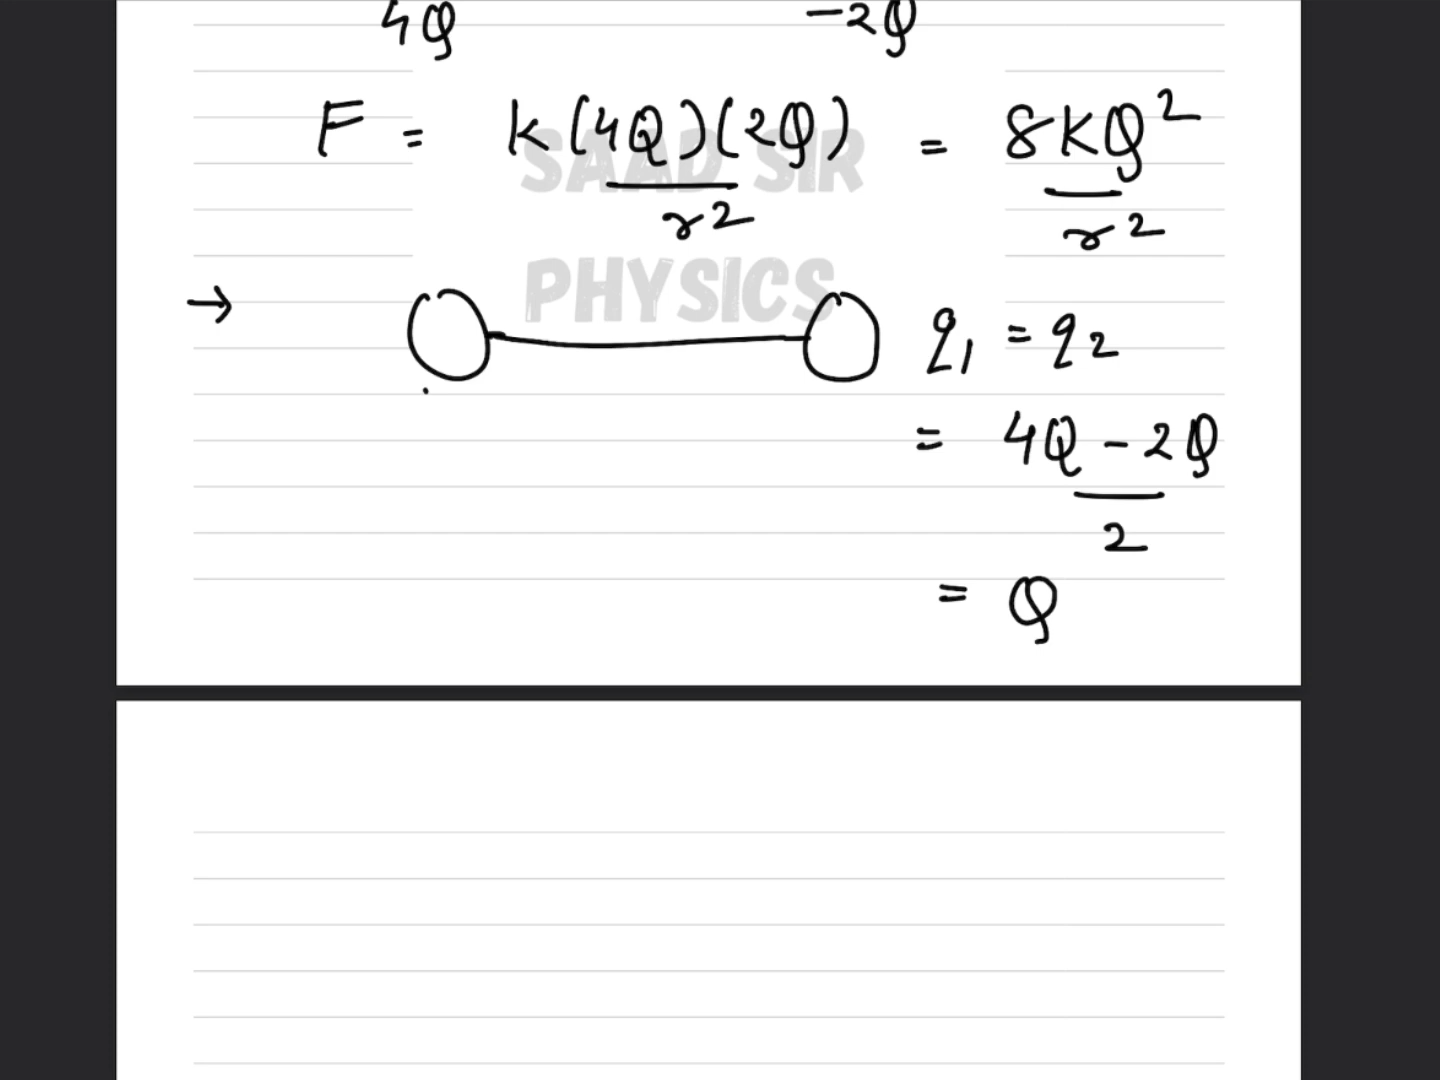 4Q -2Q
F = k(4Q)(2Q) / r² = 8kQ² / r²
SAAD SIR
PHYSICS
→ q₁ = q₂
= 4Q - 2Q / 2
= Q